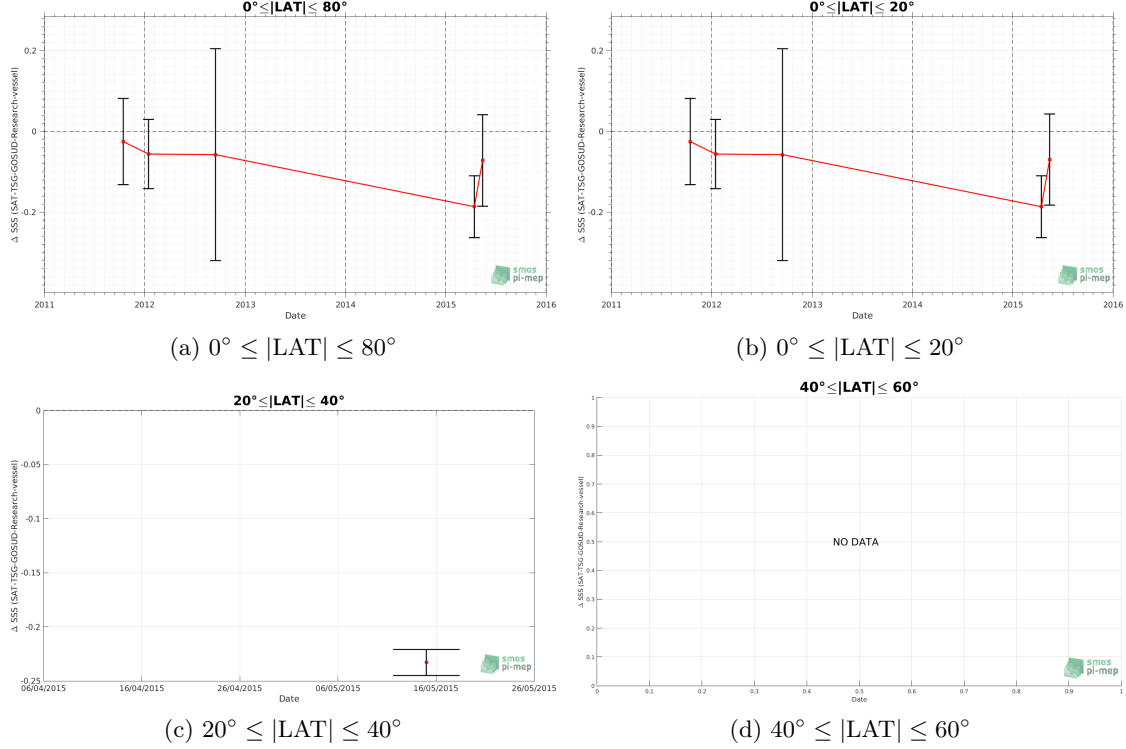 0°≤|LAT|≤ 80°
Δ SSS (SAT-TSG-GOSUD-Research-vessel)
0.2
0
-0.2
2011 2012 2013 2014 2015 2016
Date
smos
pi-mep
(a) 0° ≤ |LAT| ≤ 80°
0°≤|LAT|≤ 20°
Δ SSS (SAT-TSG-GOSUD-Research-vessel)
0.2
0
-0.2
2011 2012 2013 2014 2015 2016
Date
smos
pi-mep
(b) 0° ≤ |LAT| ≤ 20°
20°≤|LAT|≤ 40°
Δ SSS (SAT-TSG-GOSUD-Research-vessel)
0
-0.05
-0.1
-0.15
-0.2
-0.25
06/04/2015 16/04/2015 26/04/2015 06/05/2015 16/05/2015 26/05/2015
Date
smos
pi-mep
(c) 20° ≤ |LAT| ≤ 40°
40°≤|LAT|≤ 60°
Δ SSS (SAT-TSG-GOSUD-Research-vessel)
1
0.9
0.8
0.7
0.6
0.5
0.4
0.3
0.2
0.1
0
NO DATA
0 0.1 0.2 0.3 0.4 0.5 0.6 0.7 0.8 0.9 1
Date
smos
pi-mep
(d) 40° ≤ |LAT| ≤ 60°